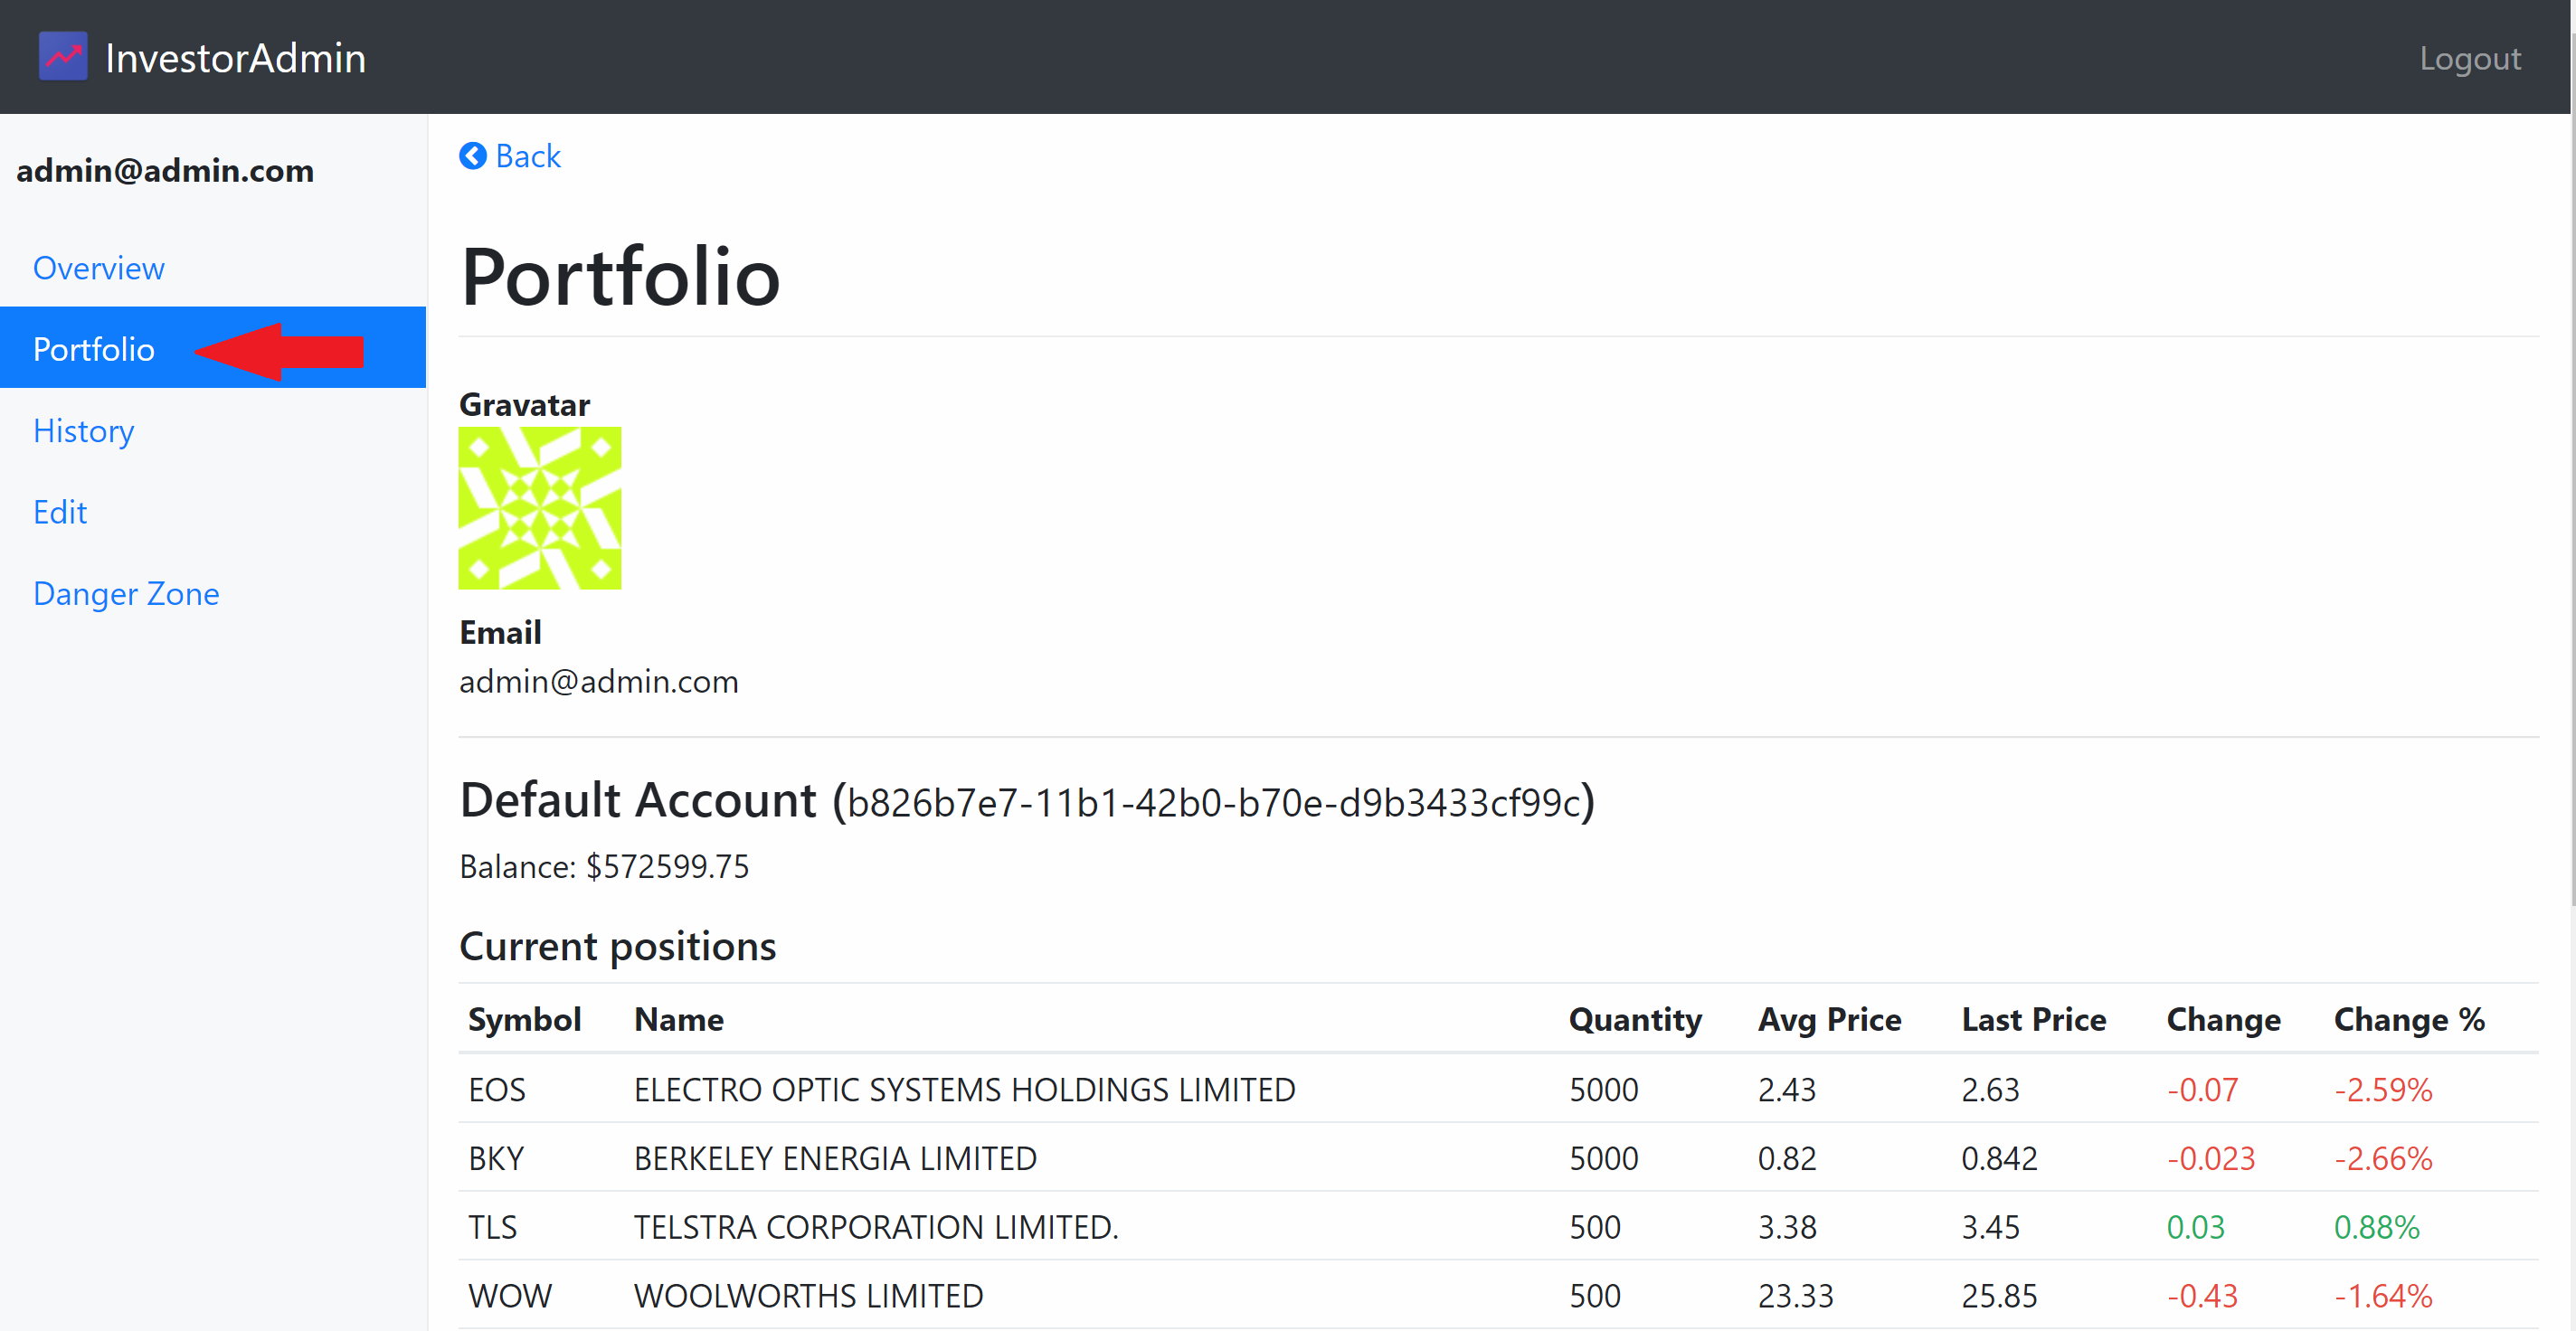 InvestorAdmin Logout
admin@admin.com
Overview
Portfolio
History
Edit
Danger Zone
Back
Portfolio
Gravatar
Email
admin@admin.com
Default Account (b826b7e7-11b1-42b0-b70e-d9b3433cf99c)
Balance: $572599.75
Current positions
Symbol Name Quantity Avg Price Last Price Change Change %
EOS ELECTRO OPTIC SYSTEMS HOLDINGS LIMITED 5000 2.43 2.63 -0.07 -2.59%
BKY BERKELEY ENERGIA LIMITED 5000 0.82 0.842 -0.023 -2.66%
TLS TELSTRA CORPORATION LIMITED. 500 3.38 3.45 0.03 0.88%
WOW WOOLWORTHS LIMITED 500 23.33 25.85 -0.43 -1.64%